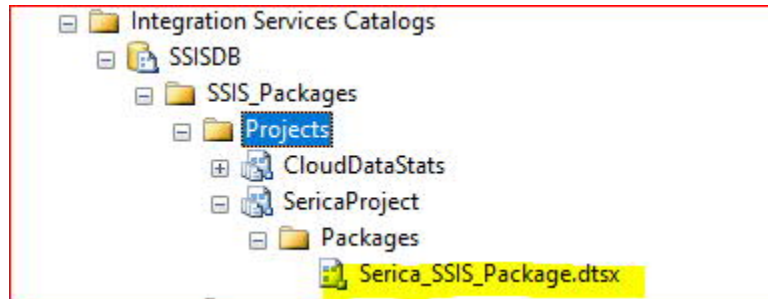 Integration Services Catalogs
SSISDB
SSIS_Packages
Projects
CloudDataStats
SericaProject
Packages
Serica_SSIS_Package.dtsx